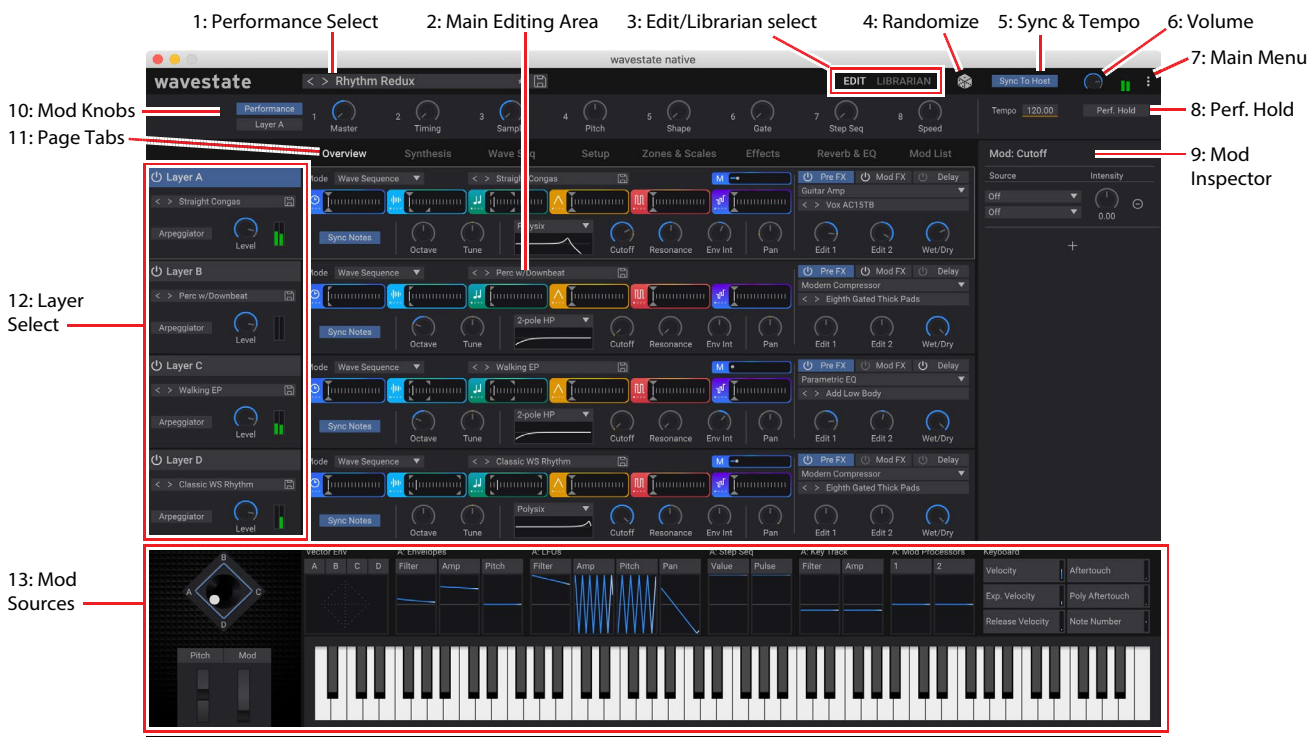 1: Performance Select
2: Main Editing Area
3: Edit/Librarian select
4: Randomize
5: Sync & Tempo
6: Volume
7: Main Menu
8: Perf. Hold
9: Mod Inspector
10: Mod Knobs
11: Page Tabs
12: Layer Select
13: Mod Sources
wavestate native
wavestate
< > Rhythm Redux
EDIT LIBRARIAN
Sync To Host
Performance
Layer A
1 Master
2 Timing
3
4 Pitch
5 Shape
6 Gate
7 Step Seq
8 Speed
Tempo 120.00
Perf. Hold
Overview Synthesis Wave Seq Setup Zones & Scales Effects Reverb & EQ Mod List
Mod: Cutoff
Source Intensity
Off
Off
0.00
+
Layer A
< > Straight Congas
Arpeggiator
Level
Mode Wave Sequence < > Straight Congas M
Pre FX Mod FX Delay
Guitar Amp
< > Vox AC15TB
Sync Notes
Octave Tune
Polysix
Cutoff Resonance Env Int Pan
Edit 1 Edit 2 Wet/Dry
Layer B
< > Perc w/Downbeat
Arpeggiator
Level
Mode Wave Sequence < > Perc w/Downbeat M
Pre FX Mod FX Delay
Modern Compressor
< > Eighth Gated Thick Pads
Sync Notes
Octave Tune
2-pole HP
Cutoff Resonance Env Int Pan
Edit 1 Edit 2 Wet/Dry
Layer C
< > Walking EP
Arpeggiator
Level
Mode Wave Sequence < > Walking EP M
Pre FX Mod FX Delay
Parametric EQ
< > Add Low Body
Sync Notes
Octave Tune
2-pole HP
Cutoff Resonance Env Int Pan
Edit 1 Edit 2 Wet/Dry
Layer D
< > Classic WS Rhythm
Arpeggiator
Level
Mode Wave Sequence < > Classic WS Rhythm M
Pre FX Mod FX Delay
Modern Compressor
< > Eighth Gated Thick Pads
Sync Notes
Octave Tune
Polysix
Cutoff Resonance Env Int Pan
Edit 1 Edit 2 Wet/Dry
B
A C
D
Pitch Mod
Vector Env
A B C D
A: Envelopes
Filter Amp Pitch
A: LFOs
Filter Amp Pitch Pan
A: Step Seq
Value Pulse
A: Key Track
Filter Amp
A: Mod Processors
1 2
Keyboard
Velocity Aftertouch
Exp. Velocity Poly Aftertouch
Release Velocity Note Number